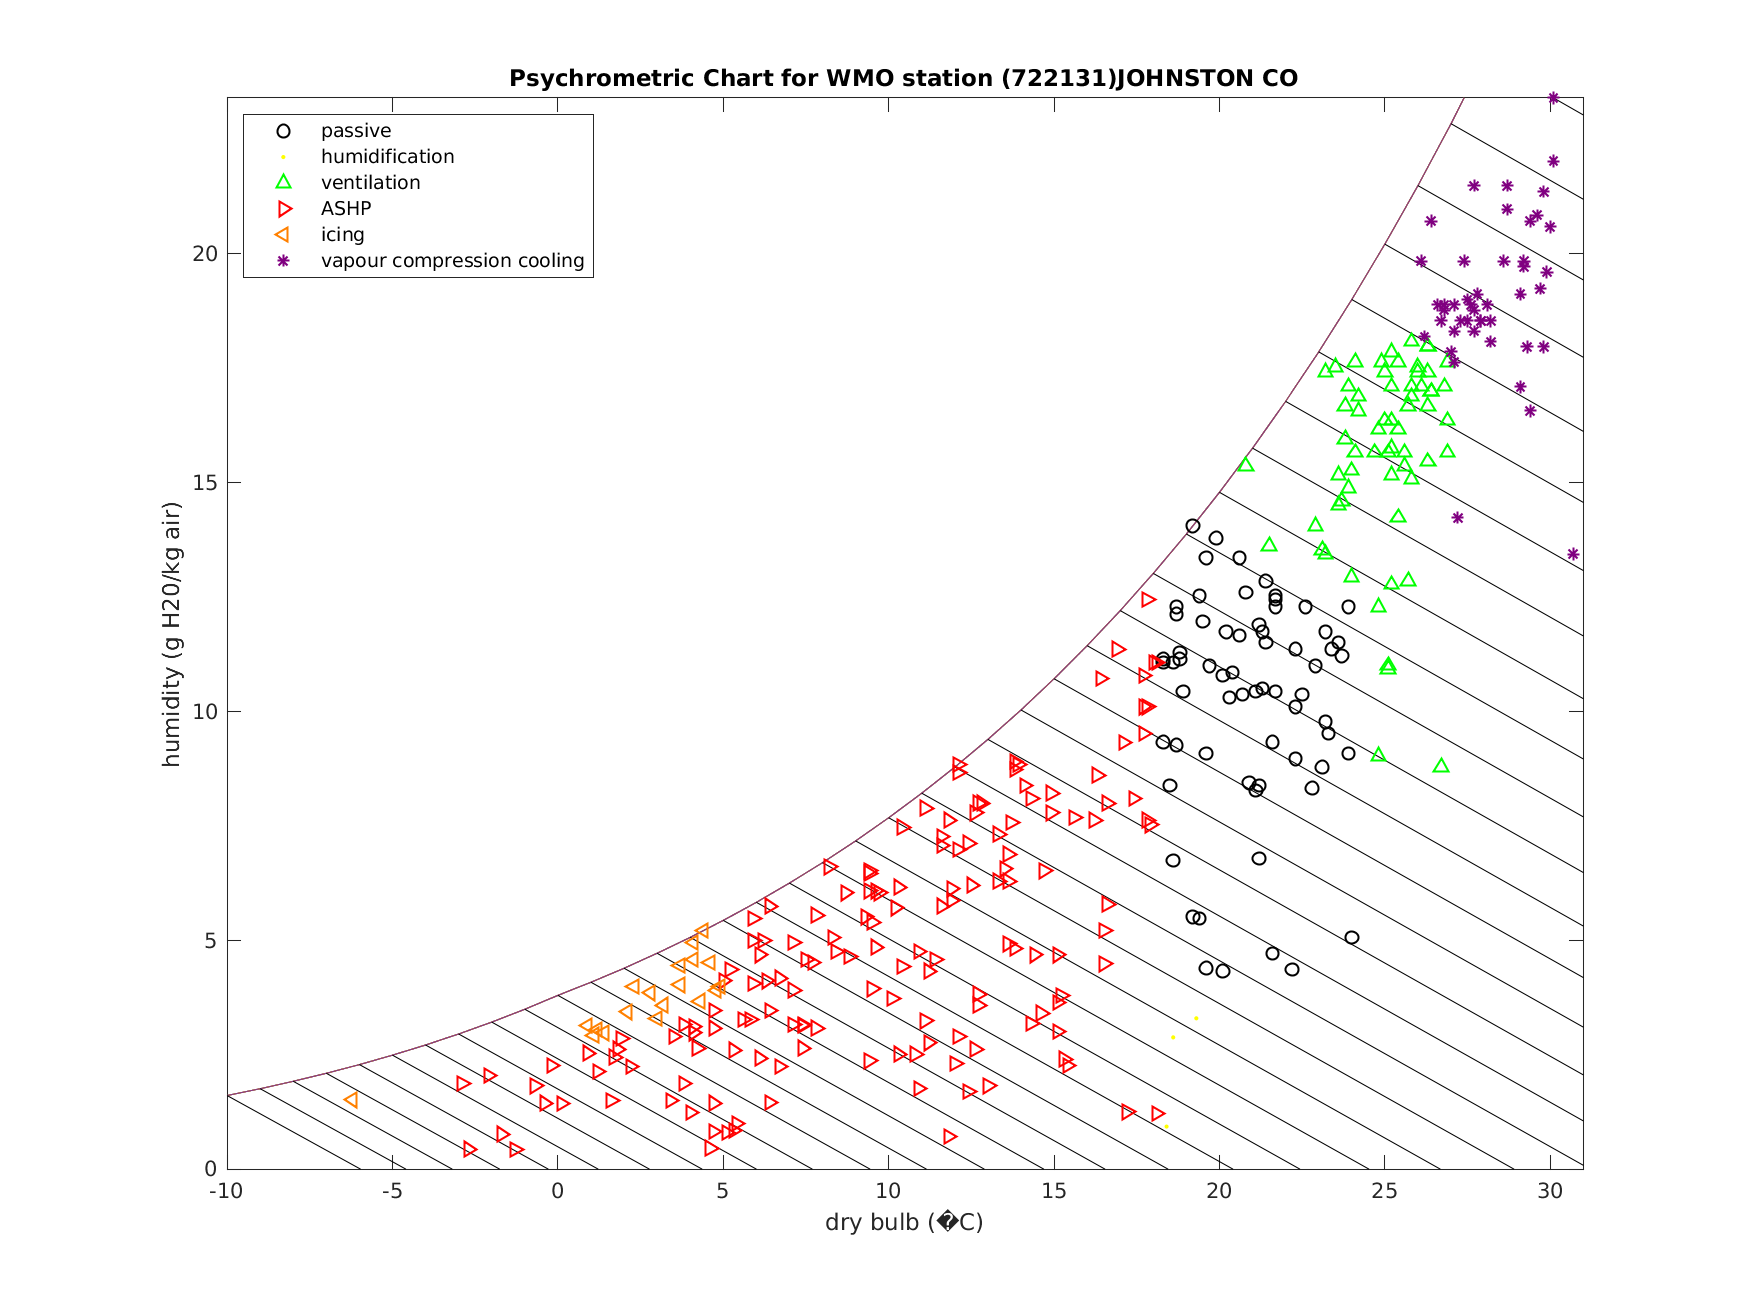 Psychrometric Chart for WMO station (722131)JOHNSTON CO
passive
humidification
ventilation
ASHP
icing
vapour compression cooling
humidity (g H20/kg air)
20
15
10
5
0
-10 -5 0 5 10 15 20 25 30
dry bulb (�C)